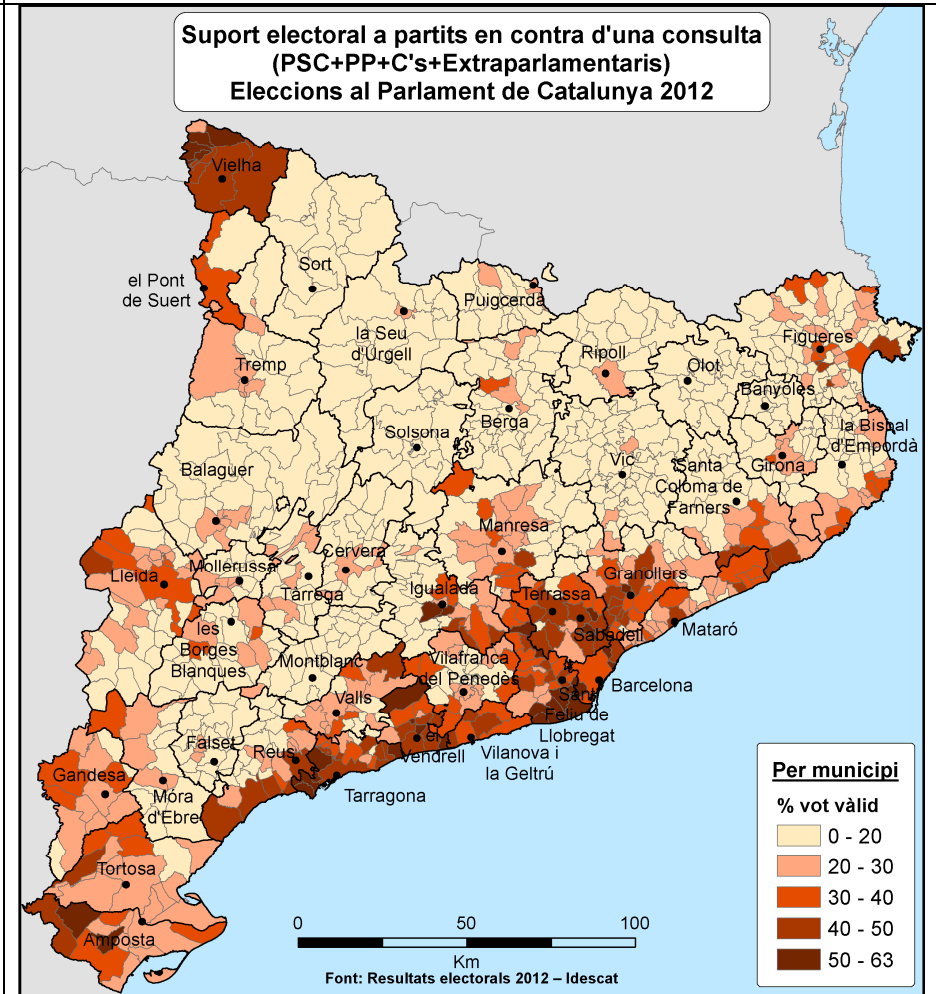 Suport electoral a partits en contra d'una consulta
(PSC+PP+C's+Extraparlamentaris)
Eleccions al Parlament de Catalunya 2012
Vielha
el Pont
de Suert
Sort
Puigcerdà
la Seu
d'Urgell
Tremp
Ripoll
Olot
Figueres
Banyoles
Berga
Solsona
la Bisbal
d'Empordà
Girona
Vic
Santa
Coloma de
Farners
Balaguer
Manresa
Cervera
Mollerussa
Lleida
Tàrrega
Igualada
Granollers
Terrassa
Sabadell
Mataró
les
Borges
Blanques
Montblanc
Vilafranca
del Penedès
Barcelona
Sant
Feliu de
Llobregat
Valls
el
Vendrell
Vilanova i
la Geltrú
Falset
Reus
Tarragona
Gandesa
Móra
d'Ebre
Tortosa
Amposta
Per municipi
% vot vàlid
0 - 20
20 - 30
30 - 40
40 - 50
50 - 63
0 50 100
Km
Font: Resultats electorals 2012 – Idescat